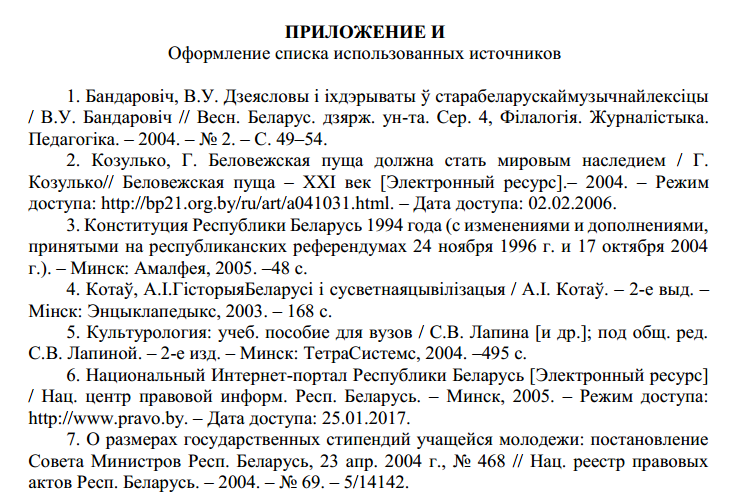 ПРИЛОЖЕНИЕ И
Оформление списка использованных источников
1. Бандаровіч, В.У. Дзеясловы і іхдэрываты ў старабеларускаймузычнайлексіцы
/ В.У. Бандаровіч // Весн. Беларус. дзярж. ун-та. Сер. 4, Філалогія. Журналістыка.
Педагогіка. – 2004. – № 2. – С. 49–54.
2. Козулько, Г. Беловежская пуща должна стать мировым наследием / Г.
Козулько// Беловежская пуща – XXI век [Электронный ресурс].– 2004. – Режим
доступа: http://bp21.org.by/ru/art/a041031.html. – Дата доступа: 02.02.2006.
3. Конституция Республики Беларусь 1994 года (с изменениями и дополнениями,
принятыми на республиканских референдумах 24 ноября 1996 г. и 17 октября 2004
г.). – Минск: Амалфея, 2005. –48 с.
4. Котаў, А.І.ГісторыяБеларусі і сусветнаяцывілізацыя / А.І. Котаў. – 2-е выд. –
Мінск: Энцыклапедыкс, 2003. – 168 с.
5. Культурология: учеб. пособие для вузов / С.В. Лапина [и др.]; под общ. ред.
С.В. Лапиной. – 2-е изд. – Минск: ТетраСистемс, 2004. –495 с.
6. Национальный Интернет-портал Республики Беларусь [Электронный ресурс]
/ Нац. центр правовой информ. Респ. Беларусь. – Минск, 2005. – Режим доступа:
http://www.pravo.by. – Дата доступа: 25.01.2017.
7. О размерах государственных стипендий учащейся молодежи: постановление
Совета Министров Респ. Беларусь, 23 апр. 2004 г., № 468 // Нац. реестр правовых
актов Респ. Беларусь. – 2004. – № 69. – 5/14142.